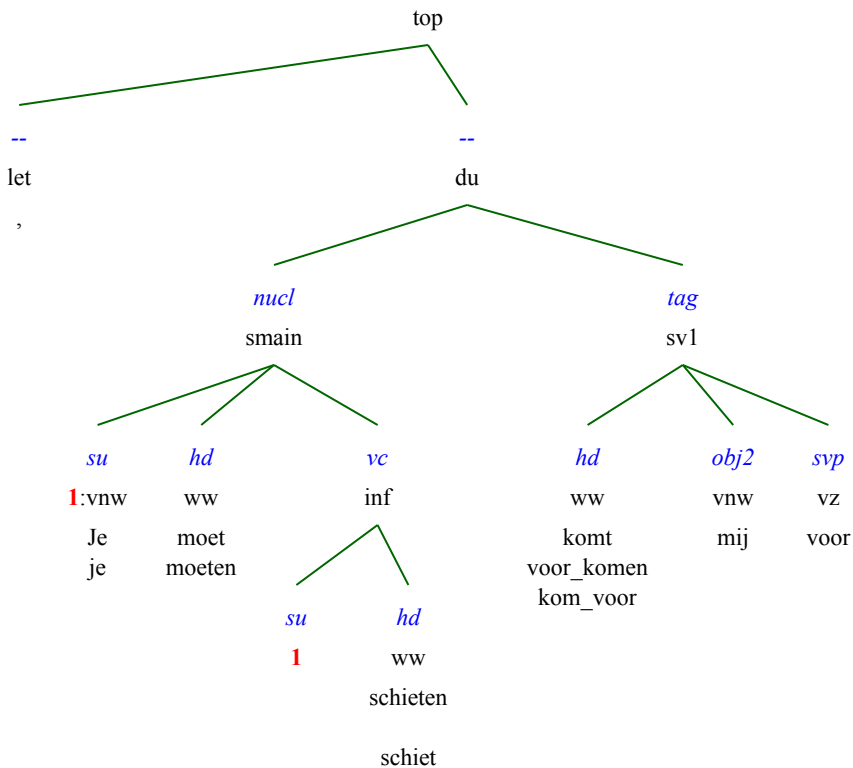 top
-- --
let du
,
nucl tag
smain sv1
su hd vc hd obj2 svp
1:vnw ww inf ww vnw vz
Je moet komt mij voor
je moeten voor_komen
kom_voor
su hd
1 ww
schieten
schiet